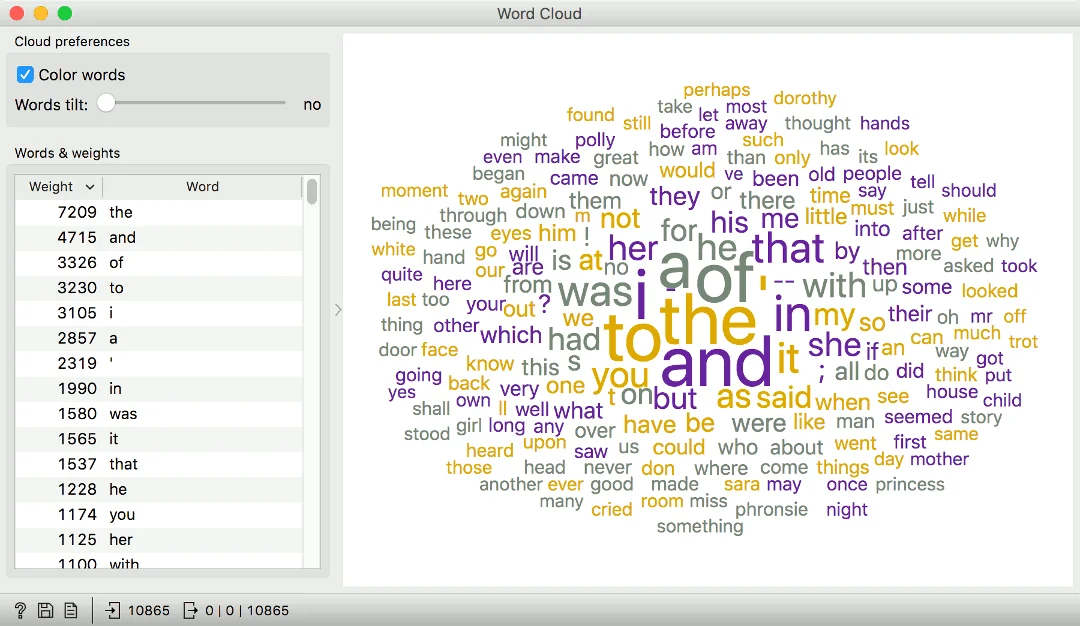 Word Cloud
Cloud preferences
Color words
Words tilt: no
Words & weights
Weight Word
7209 the
4715 and
3326 of
3230 to
3105 i
2857 a
2319 '
1990 in
1580 was
1565 it
1537 that
1228 he
1174 you
1125 her
1100 with
perhaps
take let most dorothy
found still before away thought hands
might polly how am such
even make great than only has its look
began came now would ve been old people tell should
moment two again them they or there time say
being through down m not his me little must just while
these eyes him ! for into after
white hand go will is at her he that by more get why
quite our are no a of then asked took
here from was i - ' -- with up some looked
last too your out ? the in my so their oh mr off
thing other which we to can much trot
door face had and it she if an way got
know this s you ; all do did think put
going back very one t on but as said when see house child
yes own ll well what have be were like man seemed story
shall girl long any over
stood upon saw us could who about went first same
heard head never don where come things day mother
those another ever good made sara may once princess
many cried room miss phronsie night
something
? 10865 0 | 0 | 10865